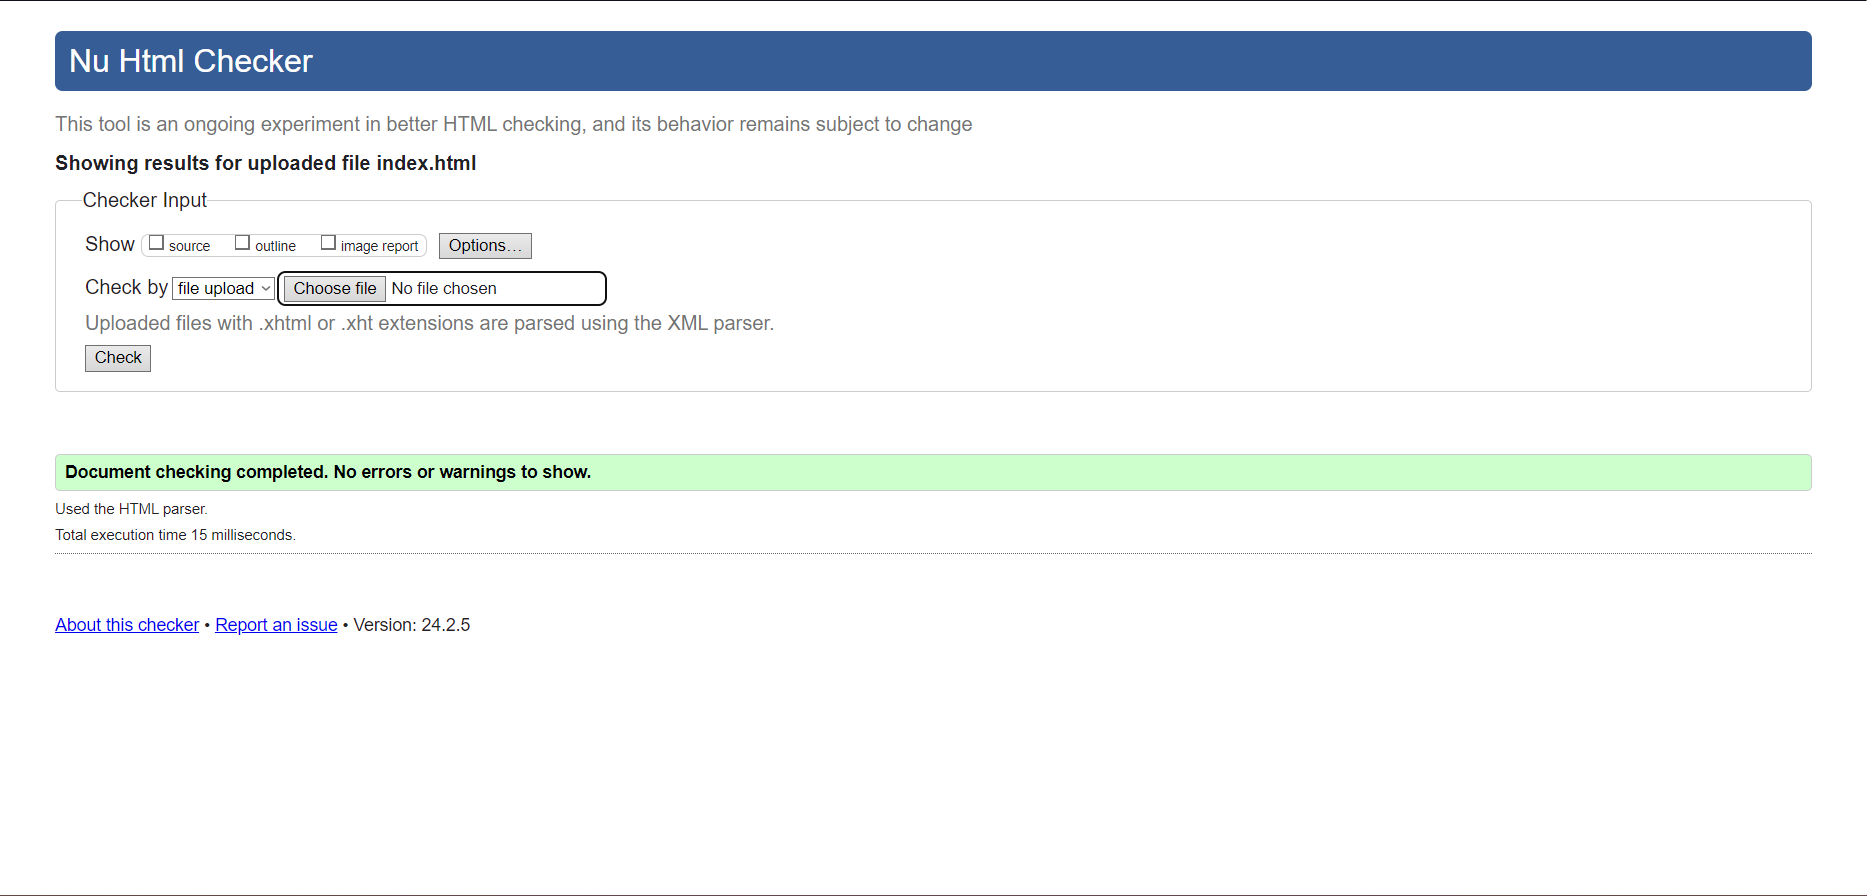 Nu Html Checker
This tool is an ongoing experiment in better HTML checking, and its behavior remains subject to change
Showing results for uploaded file index.html
Checker Input
Show source outline image report Options…
Check by file upload Choose file No file chosen
Uploaded files with .xhtml or .xht extensions are parsed using the XML parser.
Check
Document checking completed. No errors or warnings to show.
Used the HTML parser.
Total execution time 15 milliseconds.
About this checker • Report an issue • Version: 24.2.5